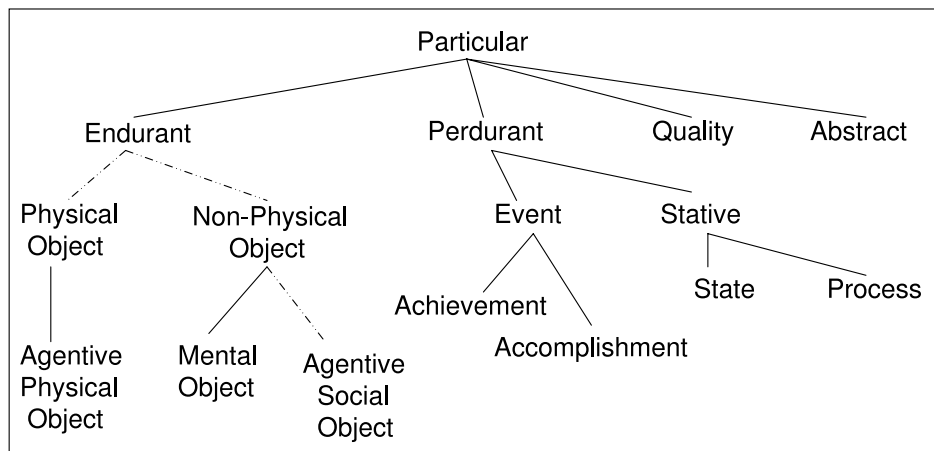 Particular
Endurant
Perdurant
Quality
Abstract
Physical
Object
Non-Physical
Object
Event
Stative
Achievement
Accomplishment
State
Process
Agentive
Physical
Object
Mental
Object
Agentive
Social
Object